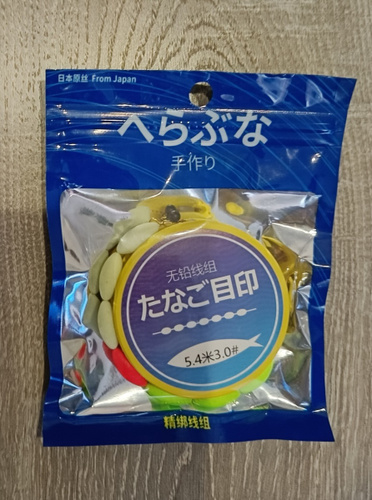 日本原丝 From Japan
へらぶな
手作り
无铅线组
たなご目印
5.4米3.0#
精绑线组